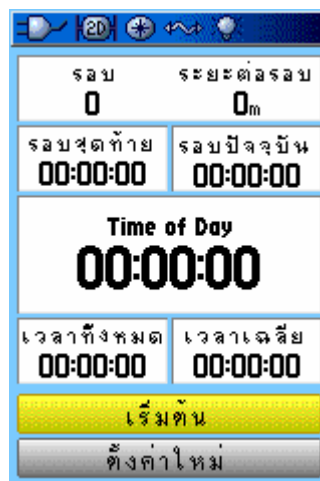 2D
รอบ ระยะต่อรอบ
0 0m
รอบสุดท้าย รอบปัจจุบัน
00:00:00 00:00:00
Time of Day
00:00:00
เวลาทั้งหมด เวลาเฉลี่ย
00:00:00 00:00:00
เริ่มต้น
ตั้งค่าใหม่